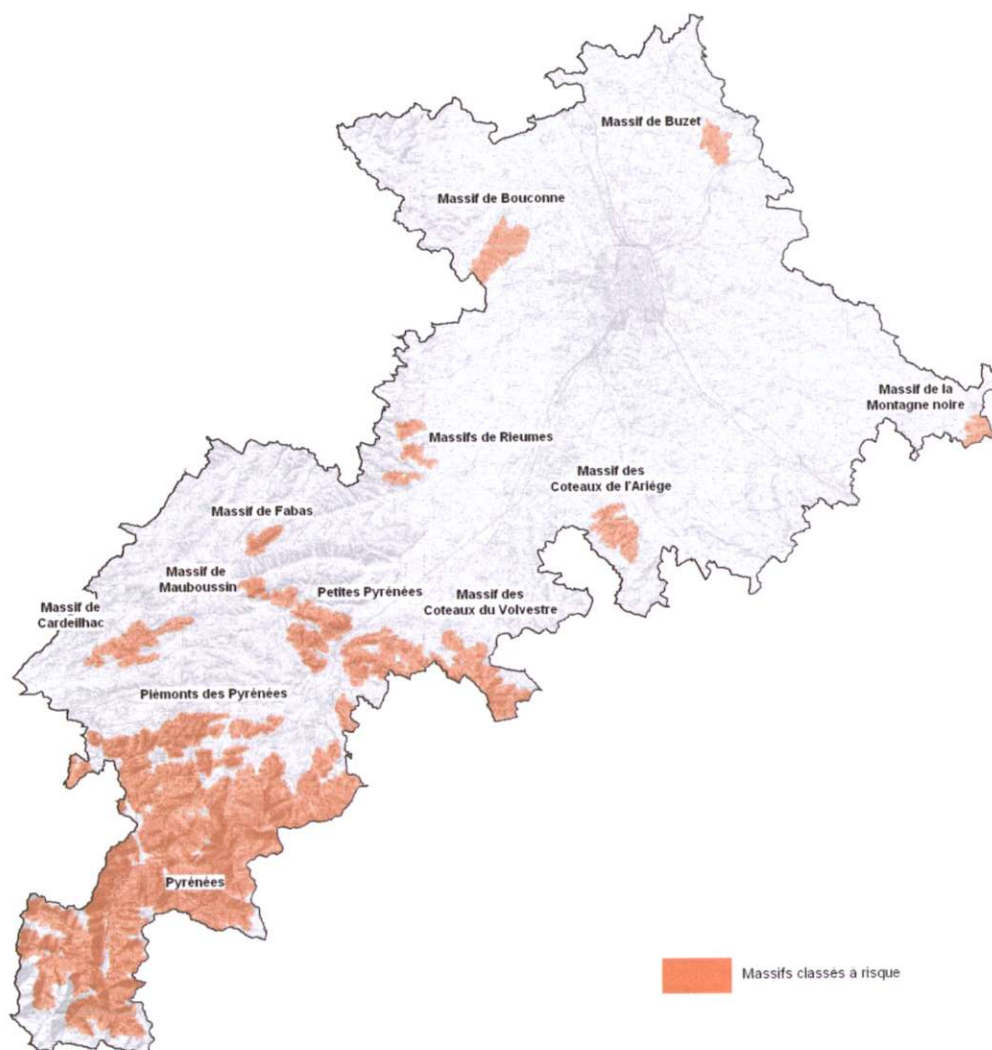 Massif de Buzet
Massif de Bouconne
Massif de la
Montagne noire
Massifs de Rieumes
Massif des
Coteaux de l'Ariège
Massif de Fabas
Massif de
Mauboussin
Petites Pyrénées
Massif des
Coteaux du Volvestre
Massif de
Cardeilhac
Piémonts des Pyrénées
Pyrénées
Massifs classés à risque